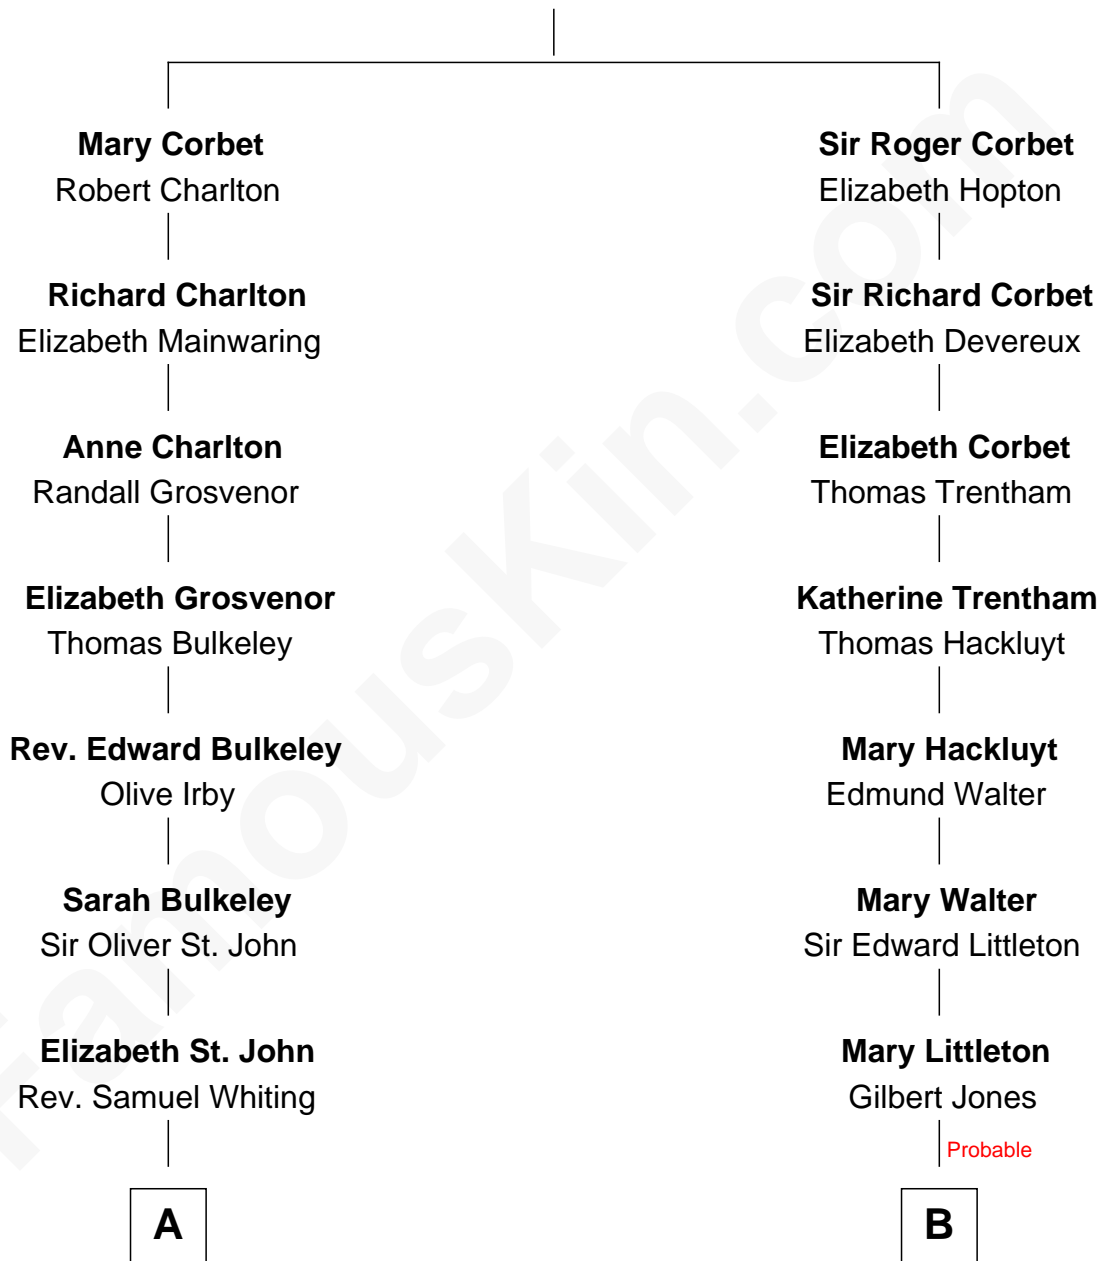 Mary Corbet
Robert Charlton
Richard Charlton
Elizabeth Mainwaring
Anne Charlton
Randall Grosvenor
Elizabeth Grosvenor
Thomas Bulkeley
Rev. Edward Bulkeley
Olive Irby
Sarah Bulkeley
Sir Oliver St. John
Elizabeth St. John
Rev. Samuel Whiting
A
Sir Roger Corbet
Elizabeth Hopton
Sir Richard Corbet
Elizabeth Devereux
Elizabeth Corbet
Thomas Trentham
Katherine Trentham
Thomas Hackluyt
Mary Hackluyt
Edmund Walter
Mary Walter
Sir Edward Littleton
Mary Littleton
Gilbert Jones
Probable
B
FamousKin.com